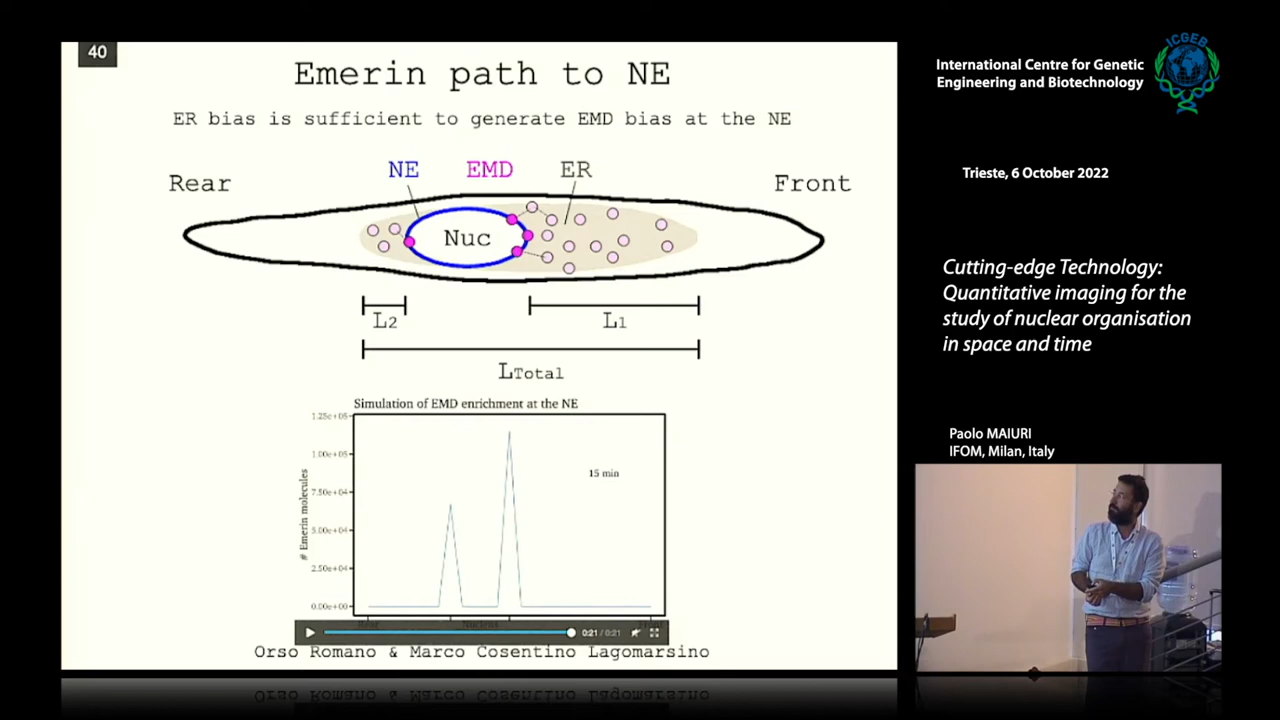 40
Emerin path to NE
ER bias is sufficient to generate EMD bias at the NE
Rear
NE
EMD
ER
Front
Nuc
L2
L1
LTotal
Simulation of EMD enrichment at the NE
# Emerin molecules
1.25e+05
1.00e+05
7.50e+04
5.00e+04
2.50e+04
0.00e+00
15 min
Rear
Nucleus
0:21 / 0:21
Orso Romano & Marco Cosentino Lagomarsino
International Centre for Genetic
Engineering and Biotechnology
ICGEB
Trieste, 6 October 2022
Cutting-edge Technology:
Quantitative imaging for the
study of nuclear organisation
in space and time
Paolo MAIURI
IFOM, Milan, Italy